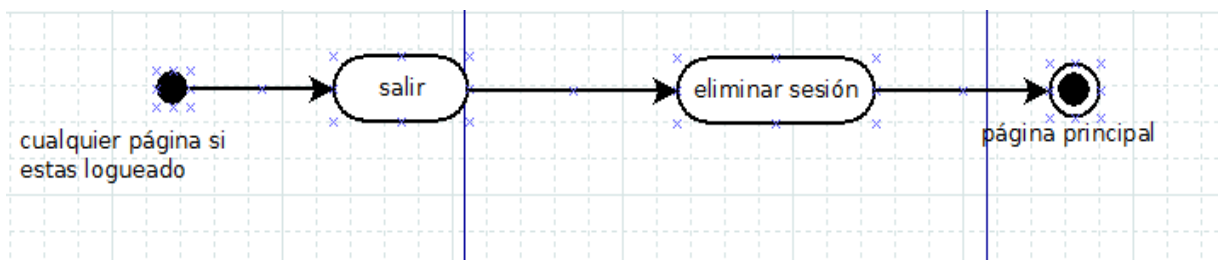 salir
eliminar sesión
cualquier página si
estas logueado
página principal